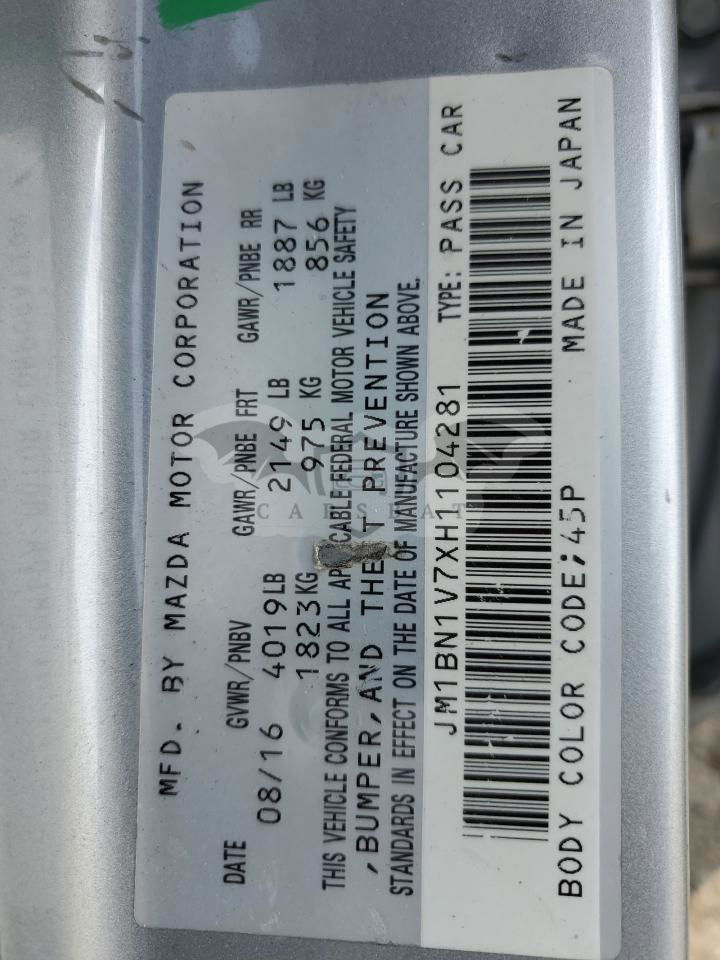 MFD. BY MAZDA MOTOR CORPORATION
DATE GVWR/PNBV GAWR/PNBE FRT GAWR/PNBE RR
08/16 4019LB 2149 LB 1887 LB
1823KG 975 KG 856 KG
THIS VEHICLE CONFORMS TO ALL APPLICABLE FEDERAL MOTOR VEHICLE SAFETY
,BUMPER,AND THEFT PREVENTION
STANDARDS IN EFFECT ON THE DATE OF MANUFACTURE SHOWN ABOVE.
JM1BN1V7XH1104281 TYPE: PASS CAR
BODY COLOR CODE;45P MADE IN JAPAN
CARSBAT